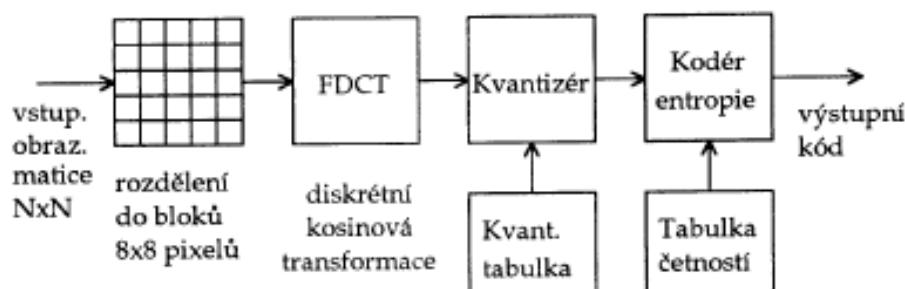 vstup.
obraz.
matice
NxN
rozdělení
do bloků
8x8 pixelů
FDCT
diskrétní
kosinová
transformace
Kvantizér
Kvant.
tabulka
Kodér
entropie
Tabulka
četností
výstupní
kód